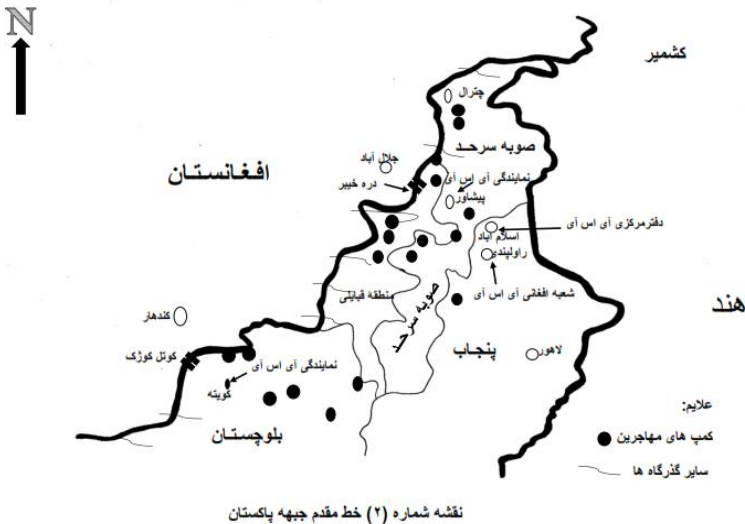 N
کشمیر
چترال
صوبه سرحد
جلال آباد
افغانستان
نمایندگی آی اس آی
دره خیبر
پیشاور
دفترمرکزی آی اس آی
اسلام آباد
راولپندی
منطقه قبایلی
شعبه افغانی آی اس آی
صوبه سرحد
هند
کندهار
پنجاب
لاهور
کوتل کوژک
نمایندگی آی اس آی
کویته
بلوچستان
علایم:
کمپ های مهاجرین
سایر گذرگاه ها
نقشه شماره (۲) خط مقدم جبهه پاکستان